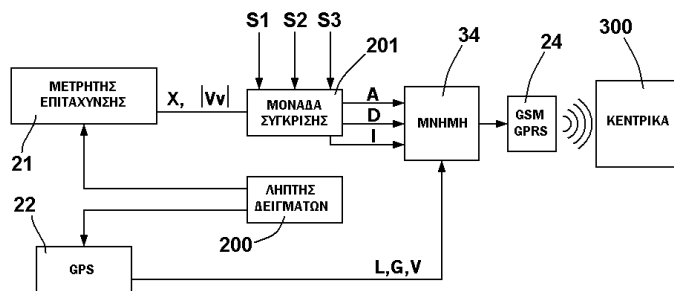 S1 S2 S3
201
34
24
300
ΜΕΤΡΗΤΗΣ
ΕΠΙΤΑΧΥΝΣΗΣ
21
X, |Vv|
ΜΟΝΑΔΑ
ΣΥΓΚΡΙΣΗΣ
A
D
I
ΜΝΗΜΗ
GSM
GPRS
ΚΕΝΤΡΙΚΑ
ΛΗΠΤΗΣ
ΔΕΙΓΜΑΤΩΝ
200
22
GPS
L,G,V